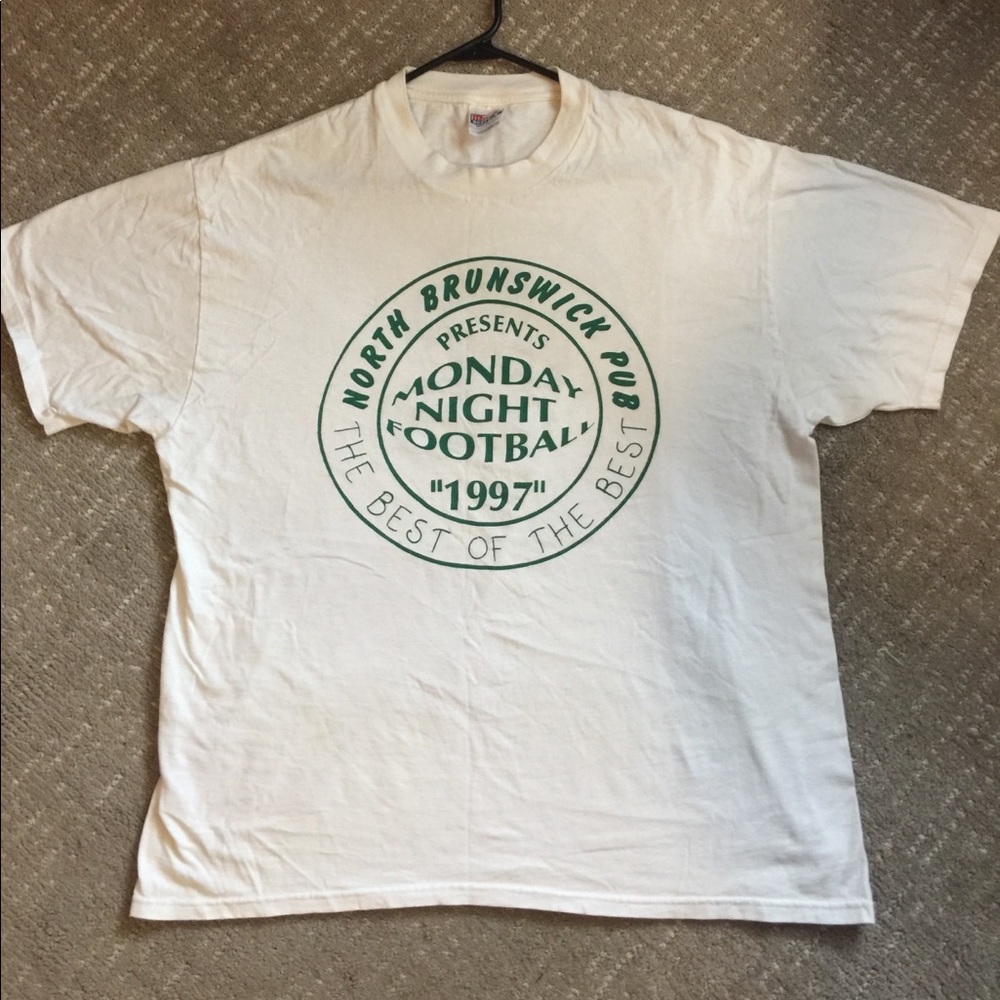 NORTH BRUNSWICK PUB
PRESENTS
MONDAY
NIGHT
FOOTBALL
"1997"
THE BEST OF THE BEST